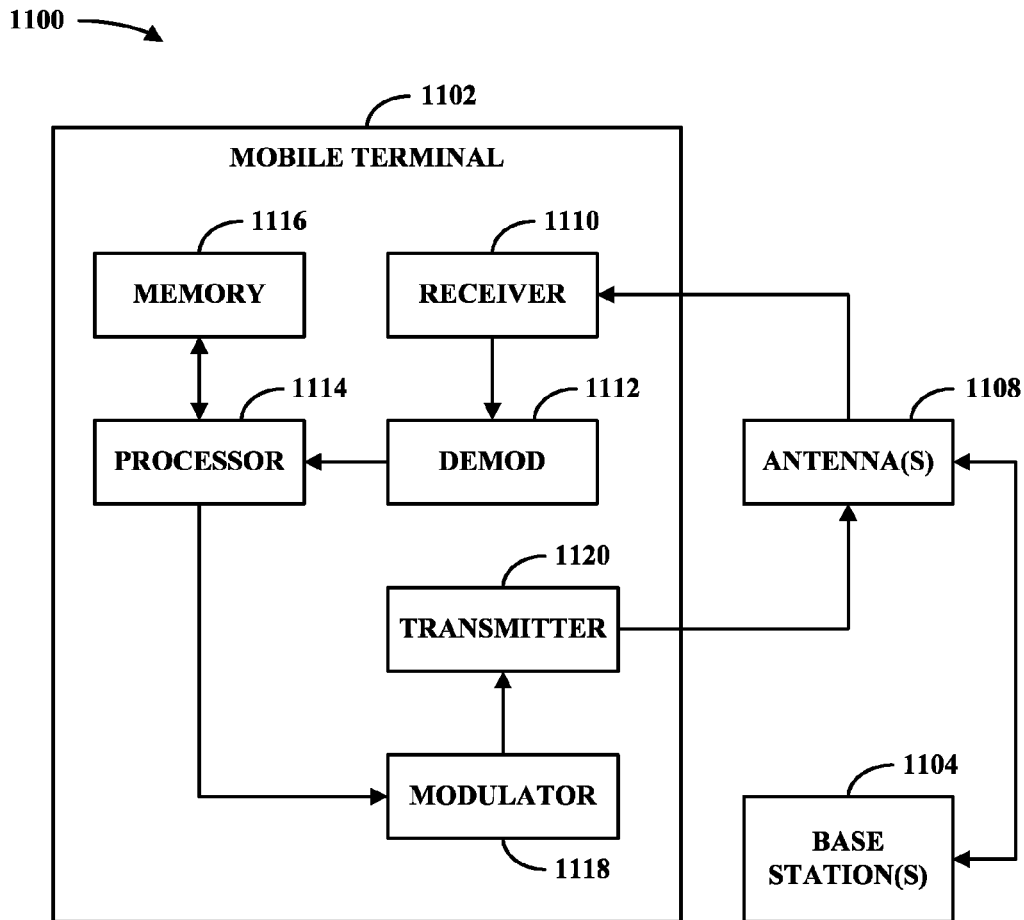 1100
1102
MOBILE TERMINAL
1116
1110
MEMORY
RECEIVER
1114
1112
1108
PROCESSOR
DEMOD
ANTENNA(S)
1120
TRANSMITTER
1104
MODULATOR
BASE
STATION(S)
1118